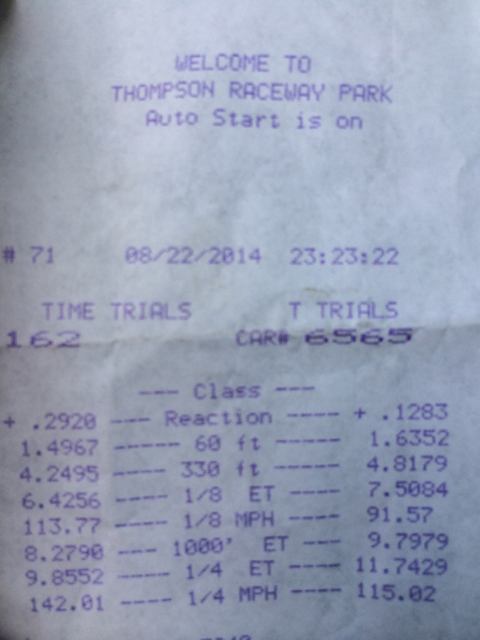 WELCOME TO
THOMPSON RACEWAY PARK
Auto Start is on
# 71 08/22/2014 23:23:22
TIME TRIALS T TRIALS
162 CAR# 6565
--- Class ---
+ .2920 --- Reaction ---- + .1283
1.4967 ----- 60 ft ----- 1.6352
4.2495 ---- 330 ft ---- 4.8179
6.4256 ---- 1/8 ET ---- 7.5084
113.77 ---- 1/8 MPH ---- 91.57
8.2790 --- 1000' ET --- 9.7979
9.8552 ---- 1/4 ET ---- 11.7429
142.01 ---- 1/4 MPH ---- 115.02